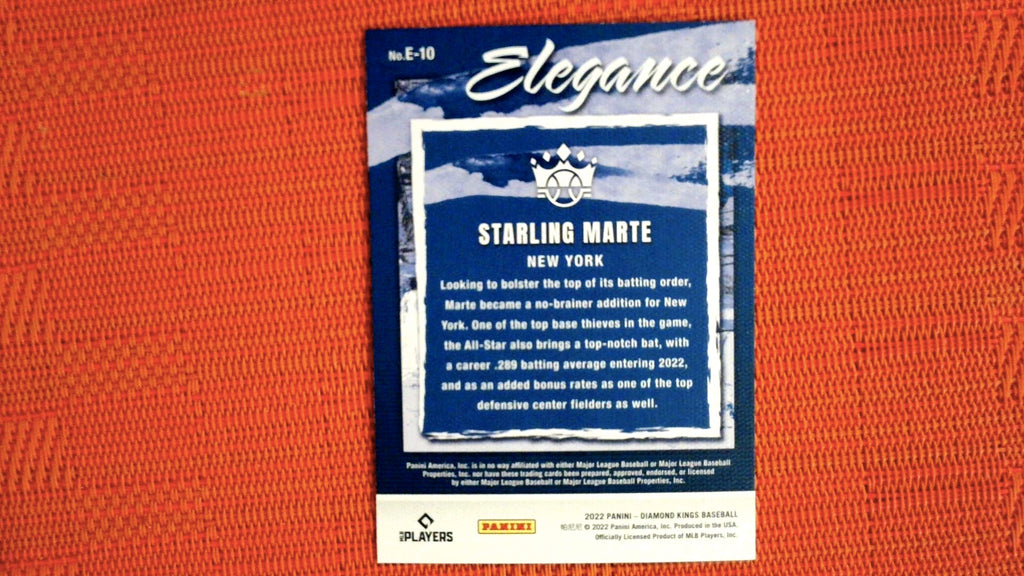 No.E-10
Elegance
STARLING MARTE
NEW YORK
Looking to bolster the top of its batting order,
Marte became a no-brainer addition for New
York. One of the top base thieves in the game,
the All-Star also brings a top-notch bat, with
a career .289 batting average entering 2022,
and as an added bonus rates as one of the top
defensive center fielders as well.
Panini America, Inc. is in no way affiliated with either Major League Baseball or Major League Baseball
Properties, Inc. nor have these trading cards been prepared, approved, endorsed, or licensed
by either Major League Baseball or Major League Baseball Properties, Inc.
PLAYERS
PANINI
2022 PANINI – DIAMOND KINGS BASEBALL
© 2022 Panini America, Inc. Produced in the USA.
Officially Licensed Product of MLB Players, Inc.